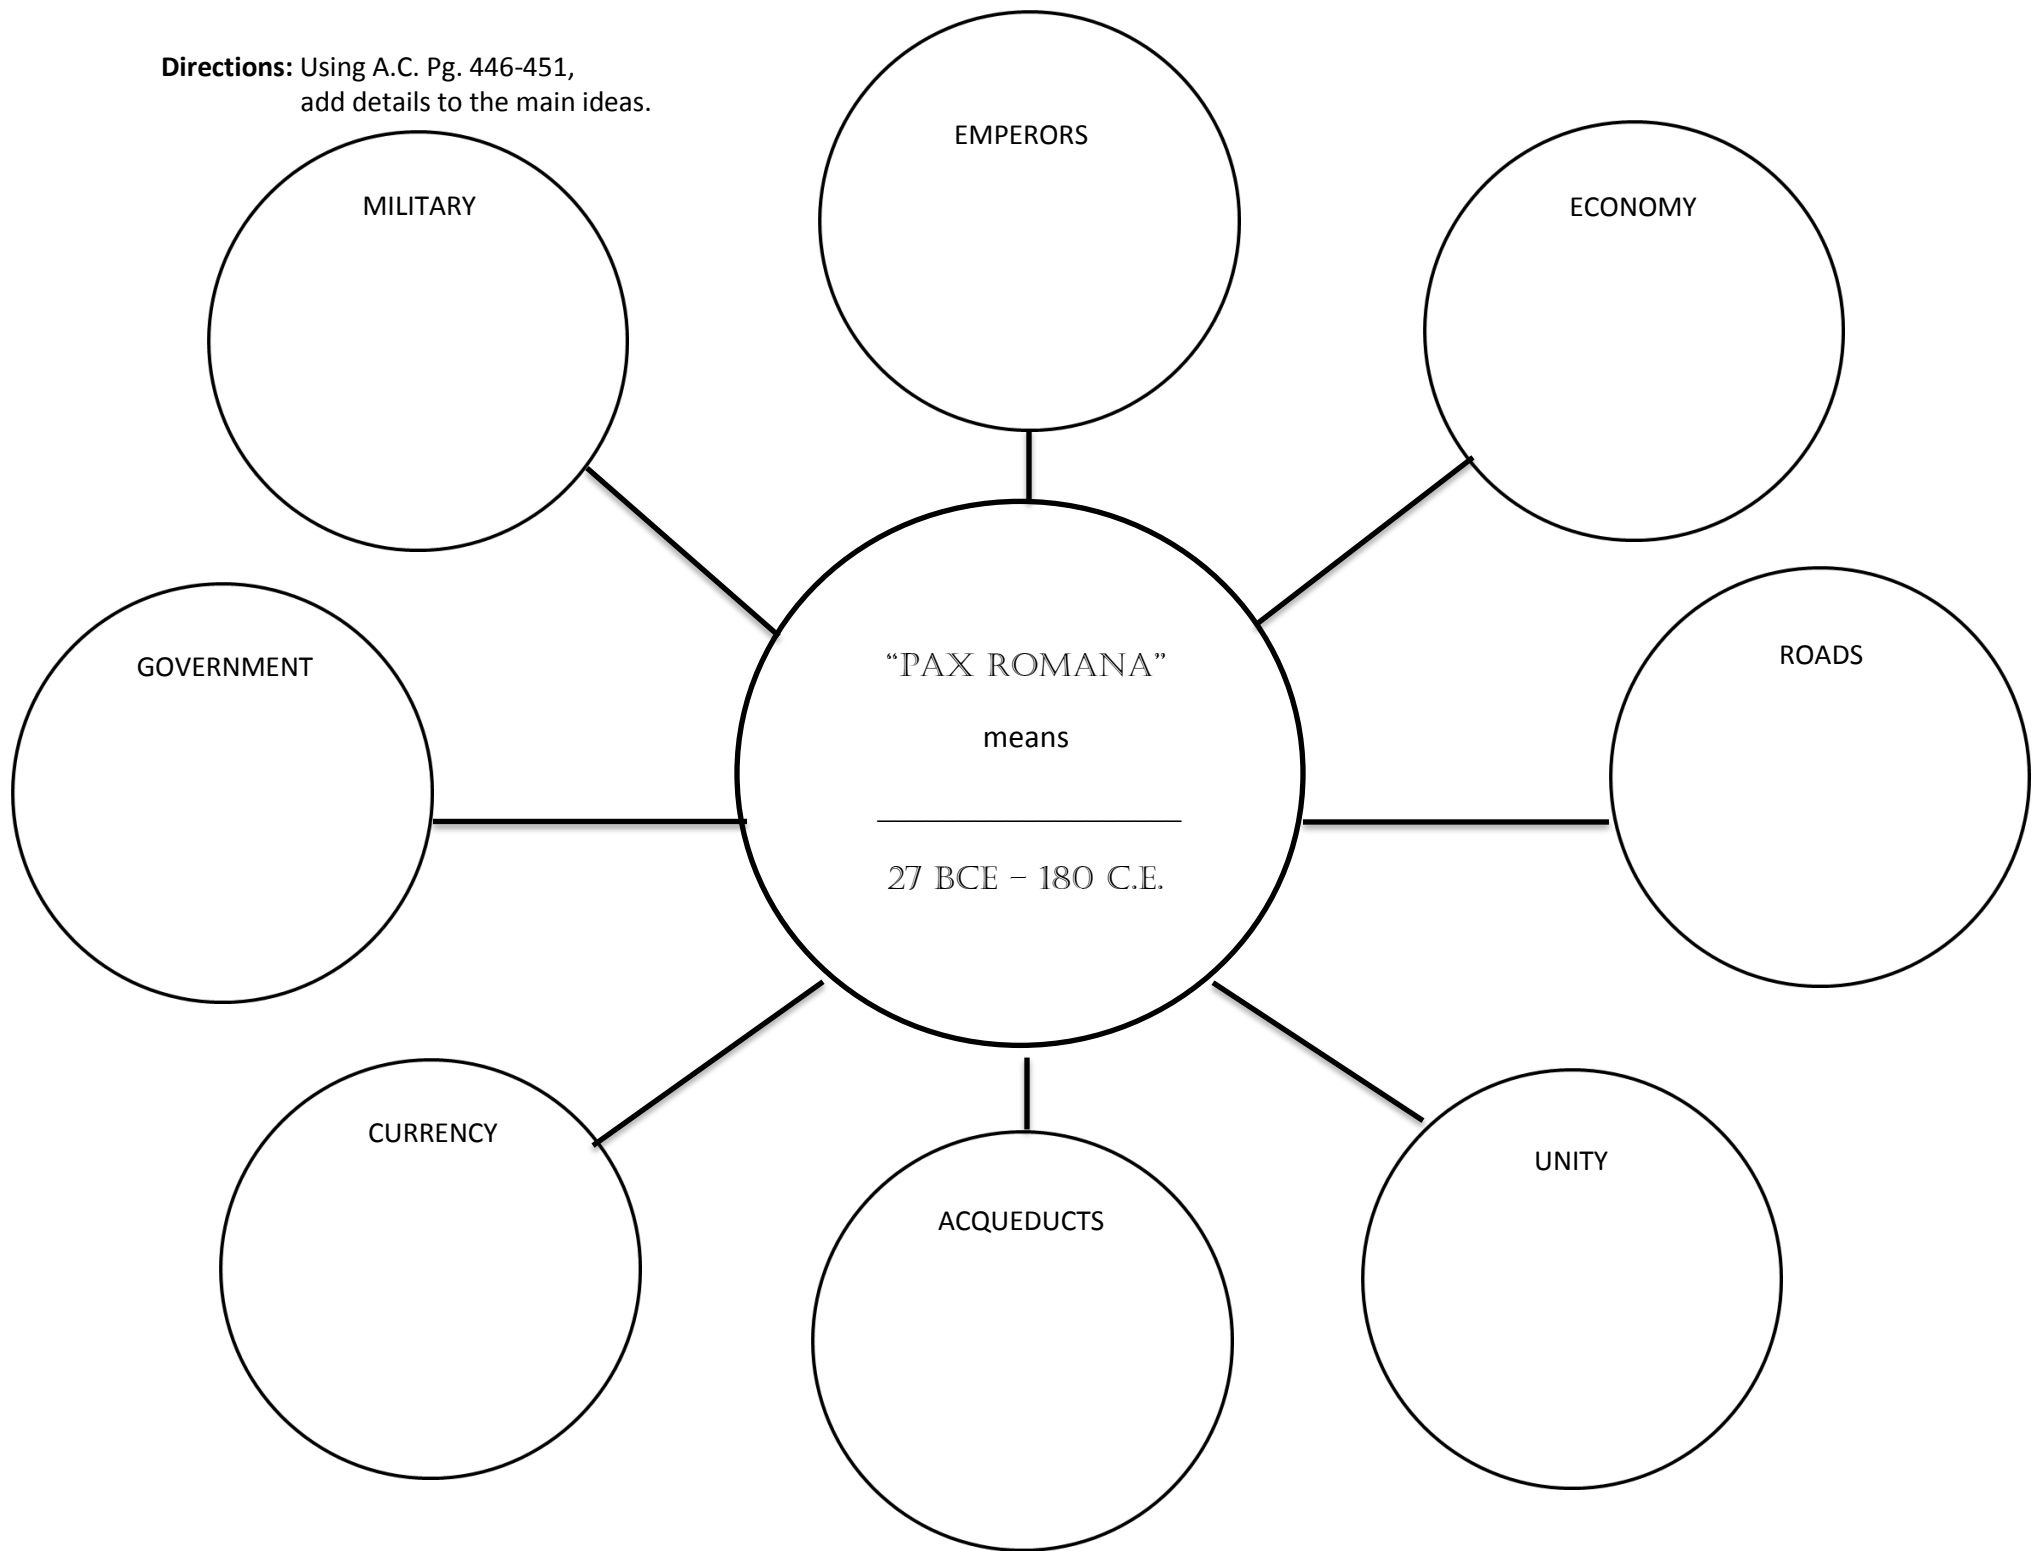 Directions: Using A.C. Pg. 446-451,
add details to the main ideas.
EMPERORS
MILITARY
ECONOMY
GOVERNMENT
"PAX ROMANA"
means
____________________
27 BCE – 180 C.E.
ROADS
CURRENCY
ACQUEDUCTS
UNITY